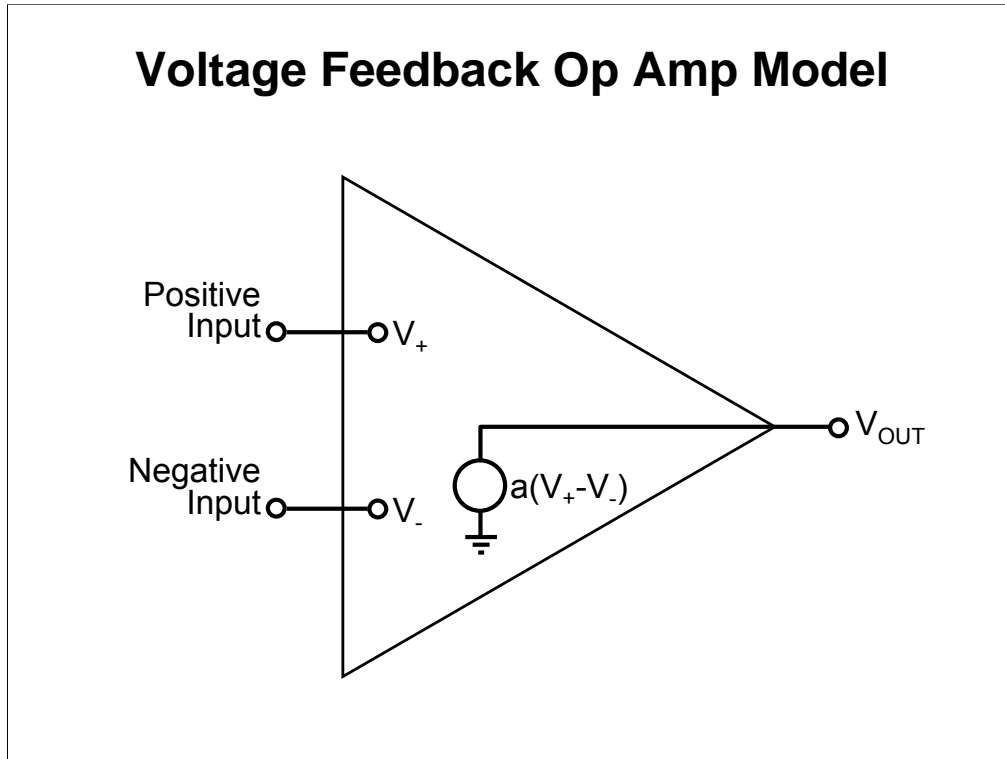 Voltage Feedback Op Amp Model
Positive
Input
V₊
Negative
Input
V₋
a(V₊-V₋)
V_OUT